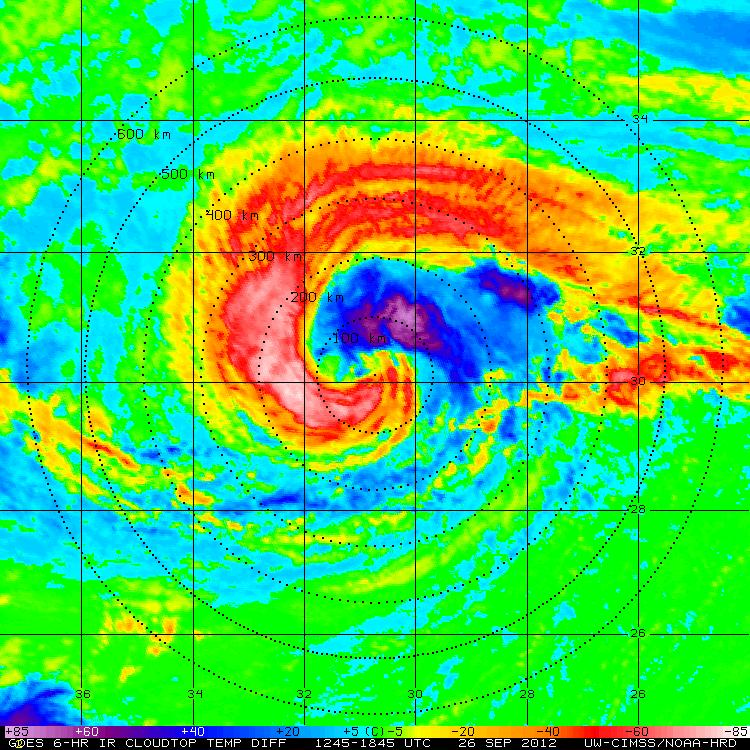 34
600 km
500 km
400 km
32
300 km
200 km
100 km
30
28
26
36 34 32 30 28 26
+85 +60 +40 +20 +5 (C) -5 -20 -40 -60 -85
GOES 6-HR IR CLOUDTOP TEMP DIFF 1245-1845 UTC 26 SEP 2012 UW-CIMSS/NOAA-HRD